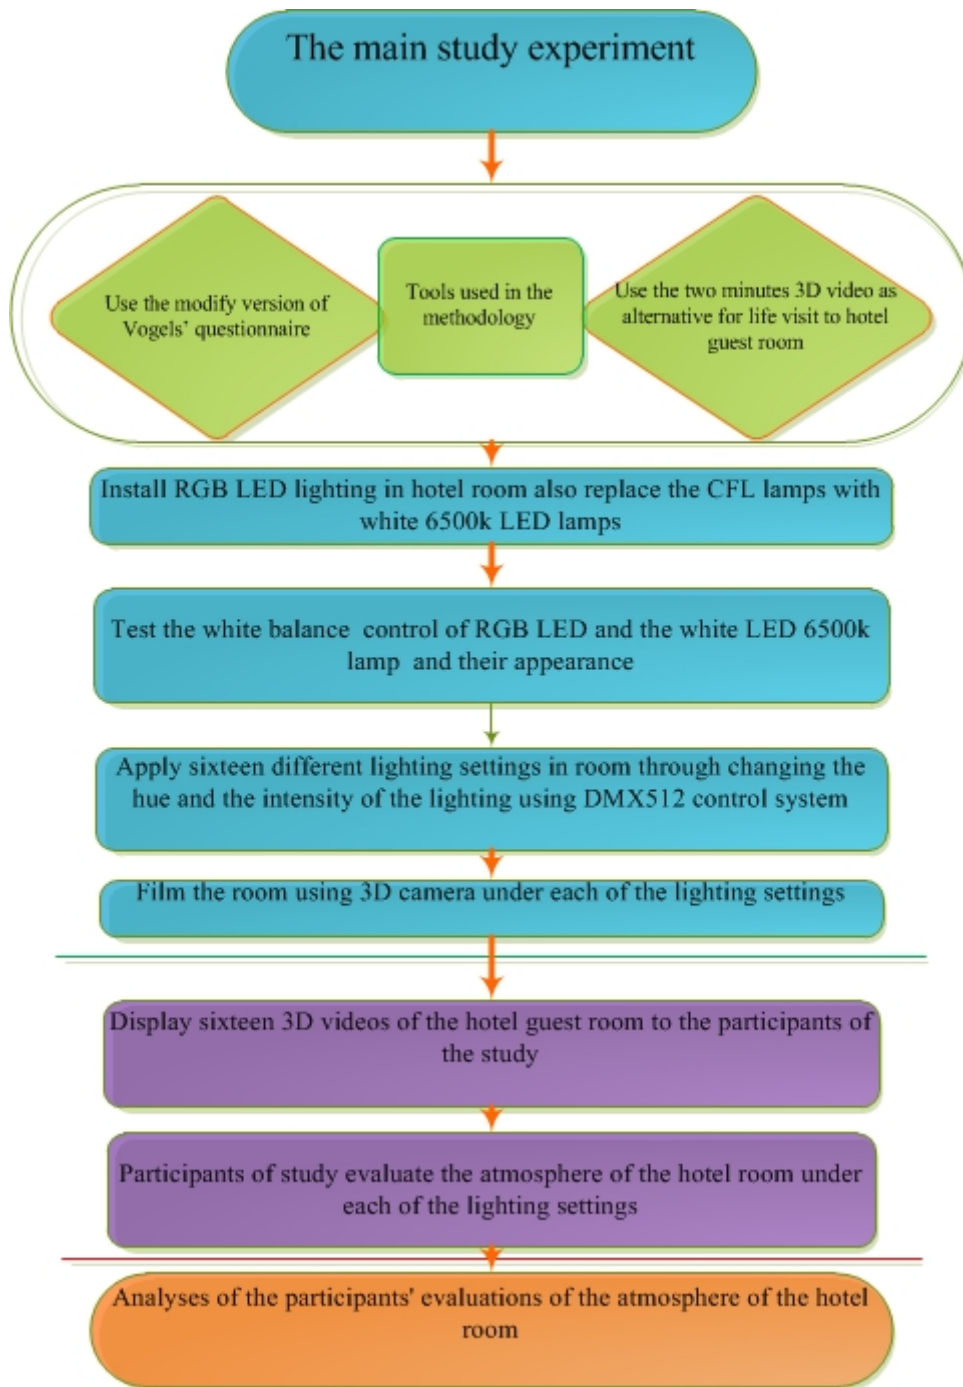 The main study experiment
Use the modify version of
Vogels’ questionnaire
Tools used in the
methodology
Use the two minutes 3D video as
alternative for life visit to hotel
guest room
Install RGB LED lighting in hotel room also replace the CFL lamps with
white 6500k LED lamps
Test the white balance control of RGB LED and the white LED 6500k
lamp and their appearance
Apply sixteen different lighting settings in room through changing the
hue and the intensity of the lighting using DMX512 control system
Film the room using 3D camera under each of the lighting settings
Display sixteen 3D videos of the hotel guest room to the participants of
the study
Participants of study evaluate the atmosphere of the hotel room under
each of the lighting settings
Analyses of the participants' evaluations of the atmosphere of the hotel
room